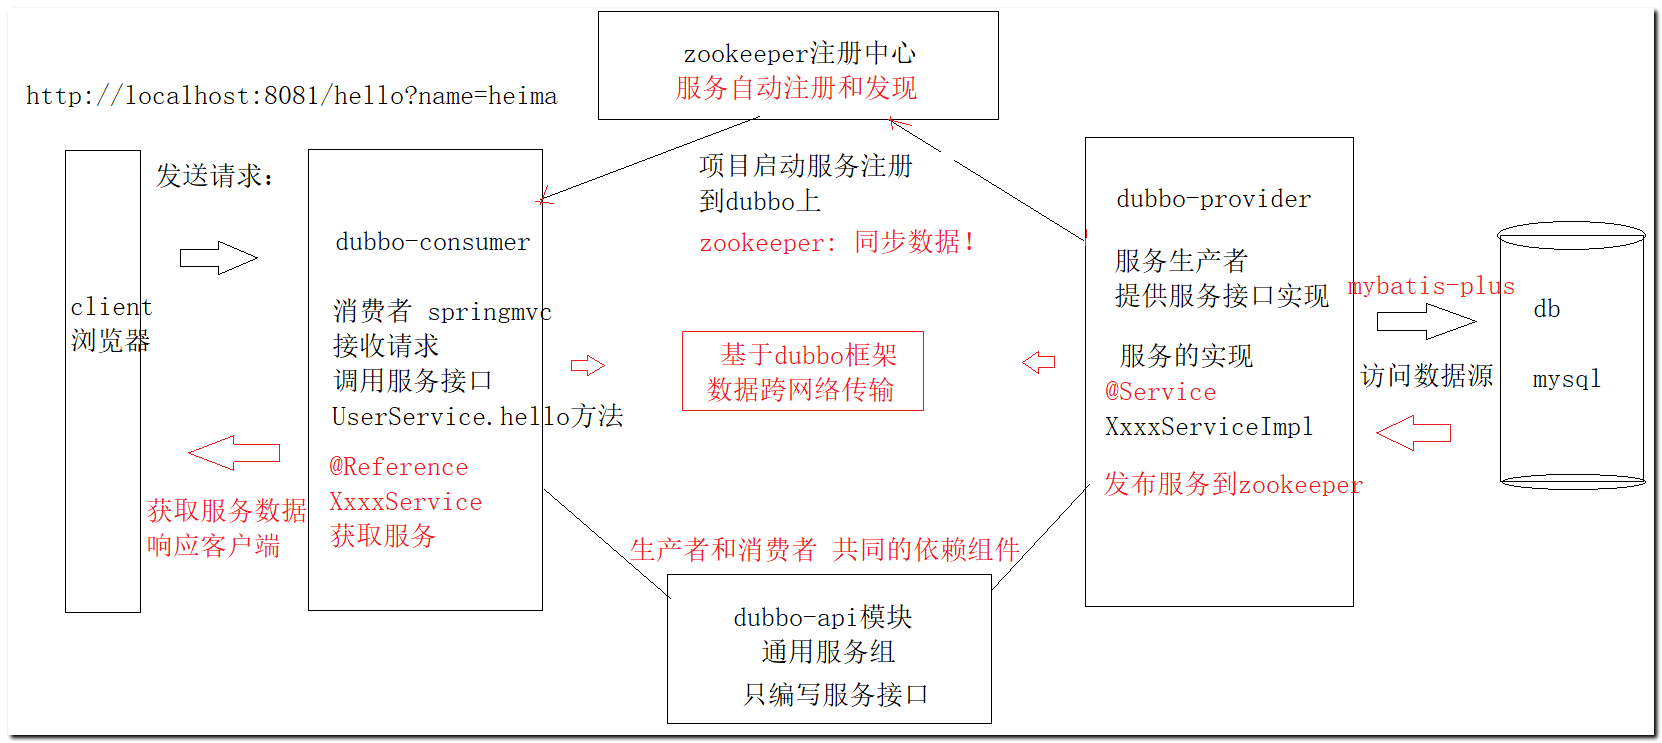 zookeeper注册中心
服务自动注册和发现
http://localhost:8081/hello?name=heima
发送请求:
client
浏览器
获取服务数据
响应客户端
dubbo-consumer
消费者 springmvc
接收请求
调用服务接口
UserService.hello方法
@Reference
XxxxService
获取服务
项目启动服务注册
到dubbo上
zookeeper: 同步数据!
基于dubbo框架
数据跨网络传输
生产者和消费者 共同的依赖组件
dubbo-api模块
通用服务组
只编写服务接口
dubbo-provider
服务生产者
提供服务接口实现
服务的实现
@Service
XxxxServiceImpl
发布服务到zookeeper
mybatis-plus
访问数据源
db
mysql